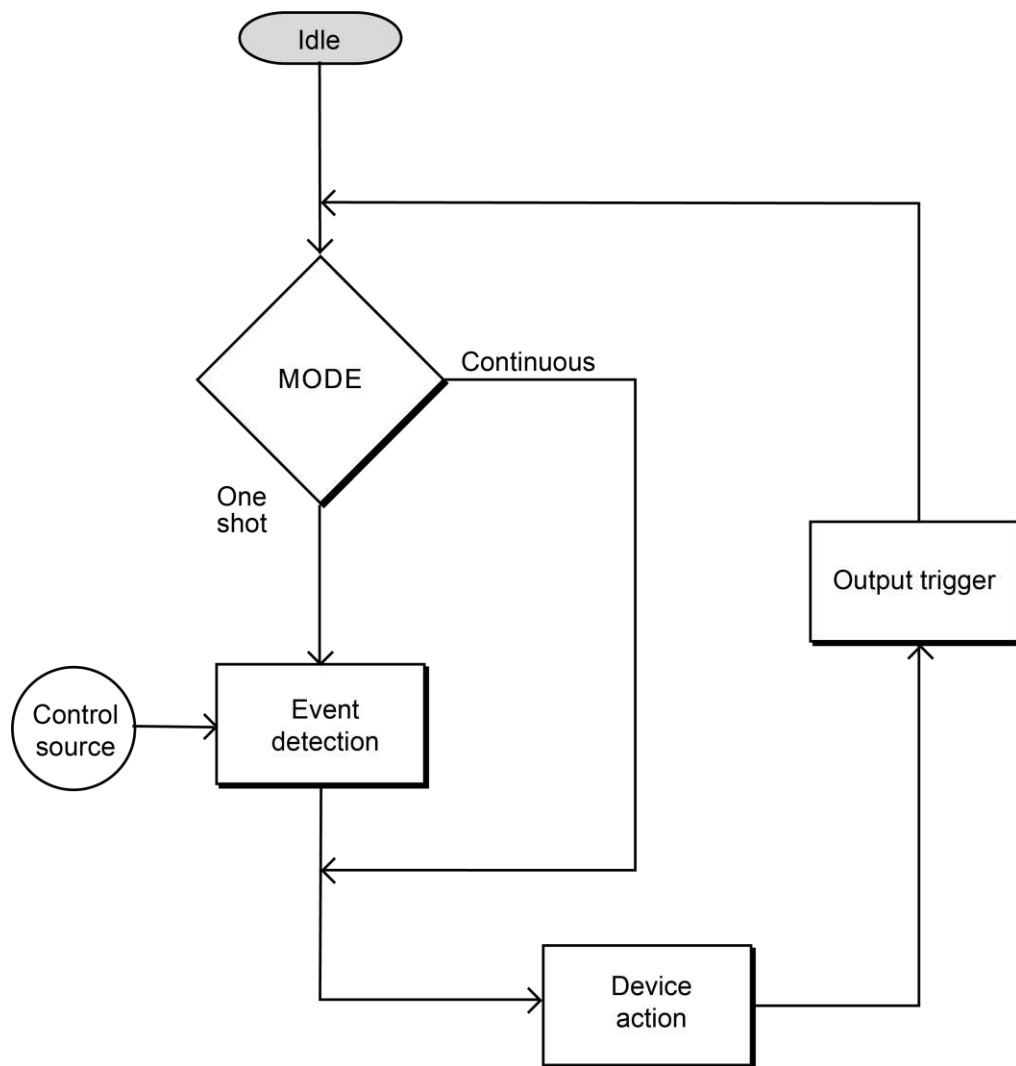 Idle
MODE
Continuous
One
shot
Output trigger
Control
source
Event
detection
Device
action